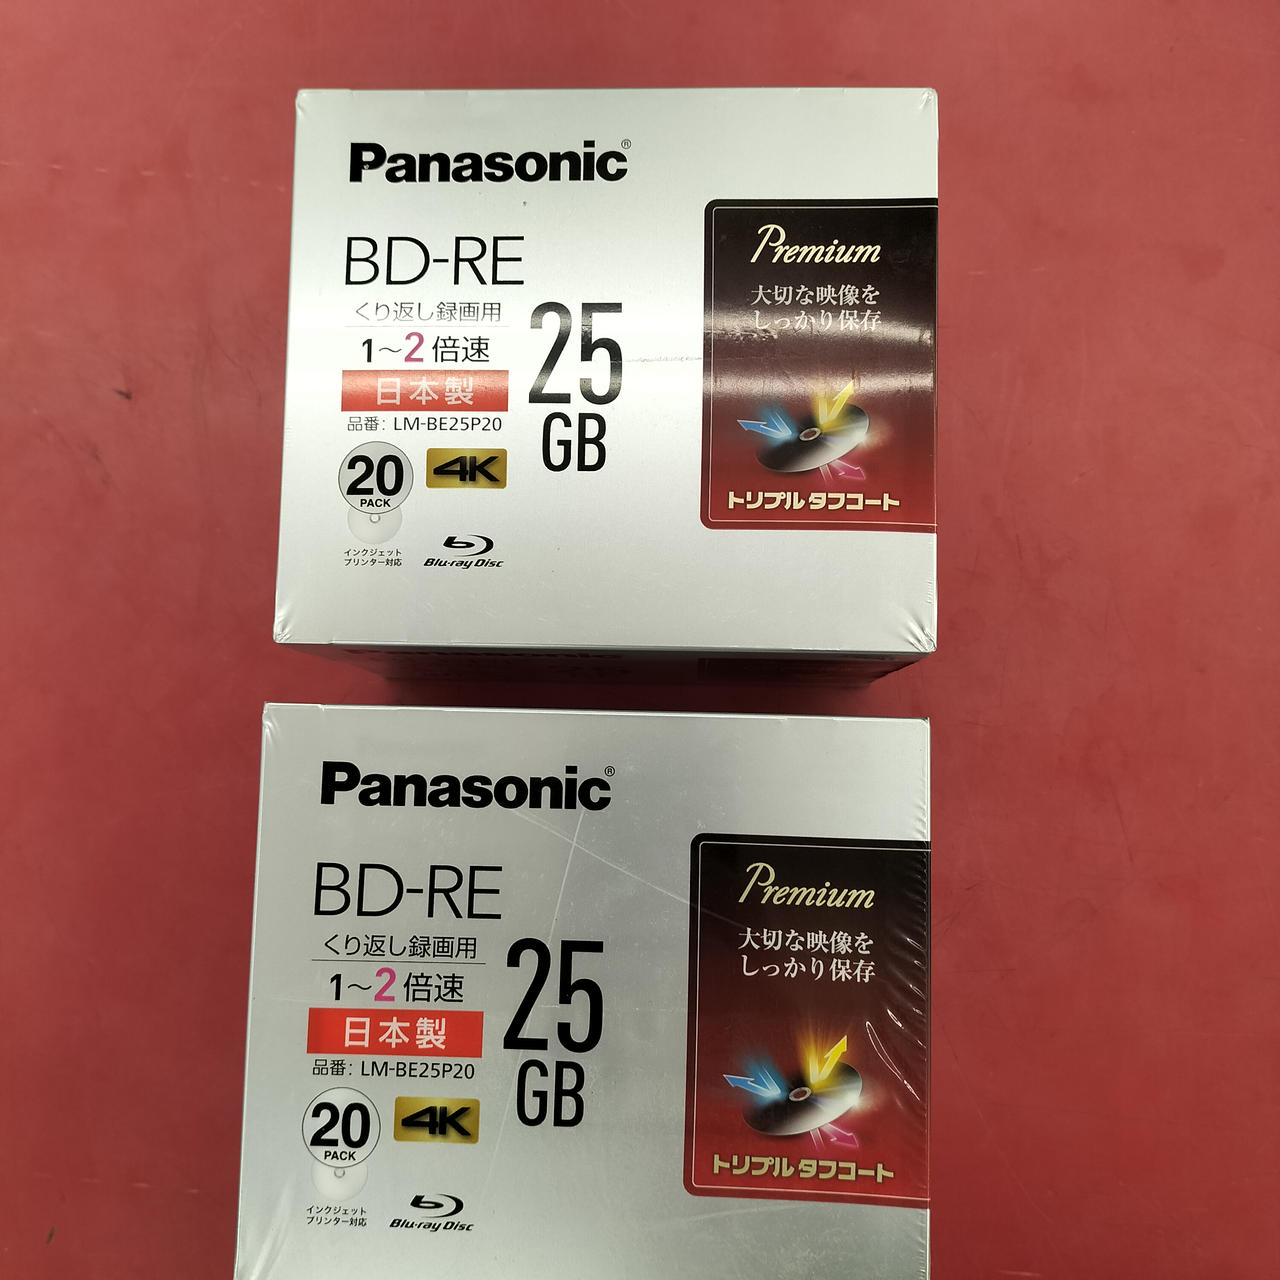 Panasonic®
BD-RE
くり返し録画用
1～2倍速
日本製
品番: LM-BE25P20
25
GB
20
PACK
4K
インクジェット
プリンター対応
Blu-ray Disc
Premium
大切な映像を
しっかり保存
トリプルタフコート
Panasonic
Panasonic®
BD-RE
くり返し録画用
1～2倍速
日本製
品番: LM-BE25P20
25
GB
20
PACK
4K
インクジェット
プリンター対応
Blu-ray Disc
Premium
大切な映像を
しっかり保存
トリプルタフコート